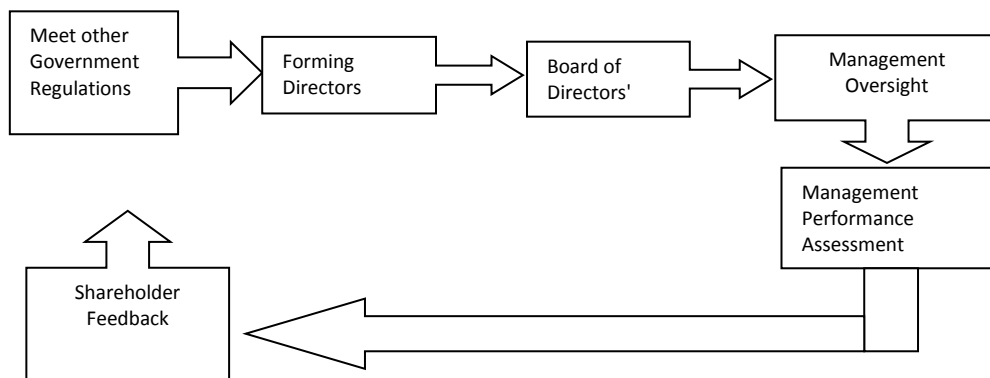 Meet other
Government
Regulations
Forming
Directors
Board of
Directors'
Management
Oversight
Management
Performance
Assessment
Shareholder
Feedback